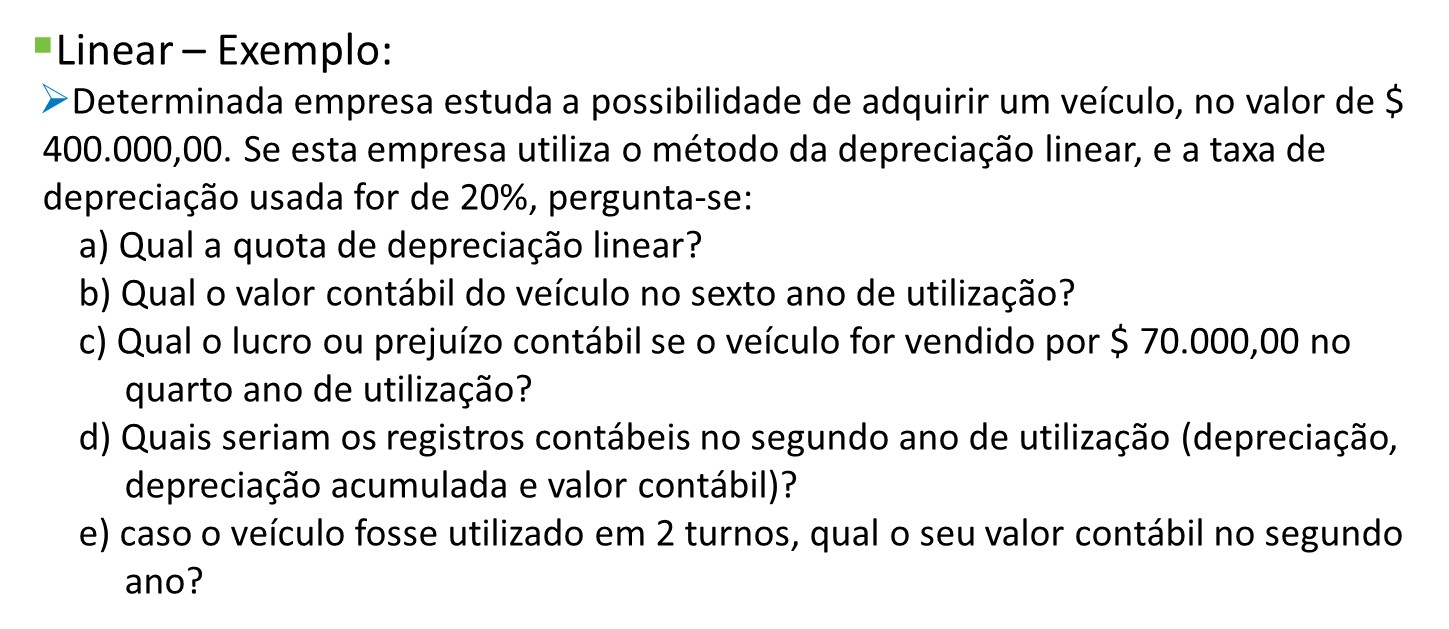 ▪Linear – Exemplo:
➢Determinada empresa estuda a possibilidade de adquirir um veículo, no valor de $
400.000,00. Se esta empresa utiliza o método da depreciação linear, e a taxa de
depreciação usada for de 20%, pergunta-se:
a) Qual a quota de depreciação linear?
b) Qual o valor contábil do veículo no sexto ano de utilização?
c) Qual o lucro ou prejuízo contábil se o veículo for vendido por $ 70.000,00 no
quarto ano de utilização?
d) Quais seriam os registros contábeis no segundo ano de utilização (depreciação,
depreciação acumulada e valor contábil)?
e) caso o veículo fosse utilizado em 2 turnos, qual o seu valor contábil no segundo
ano?